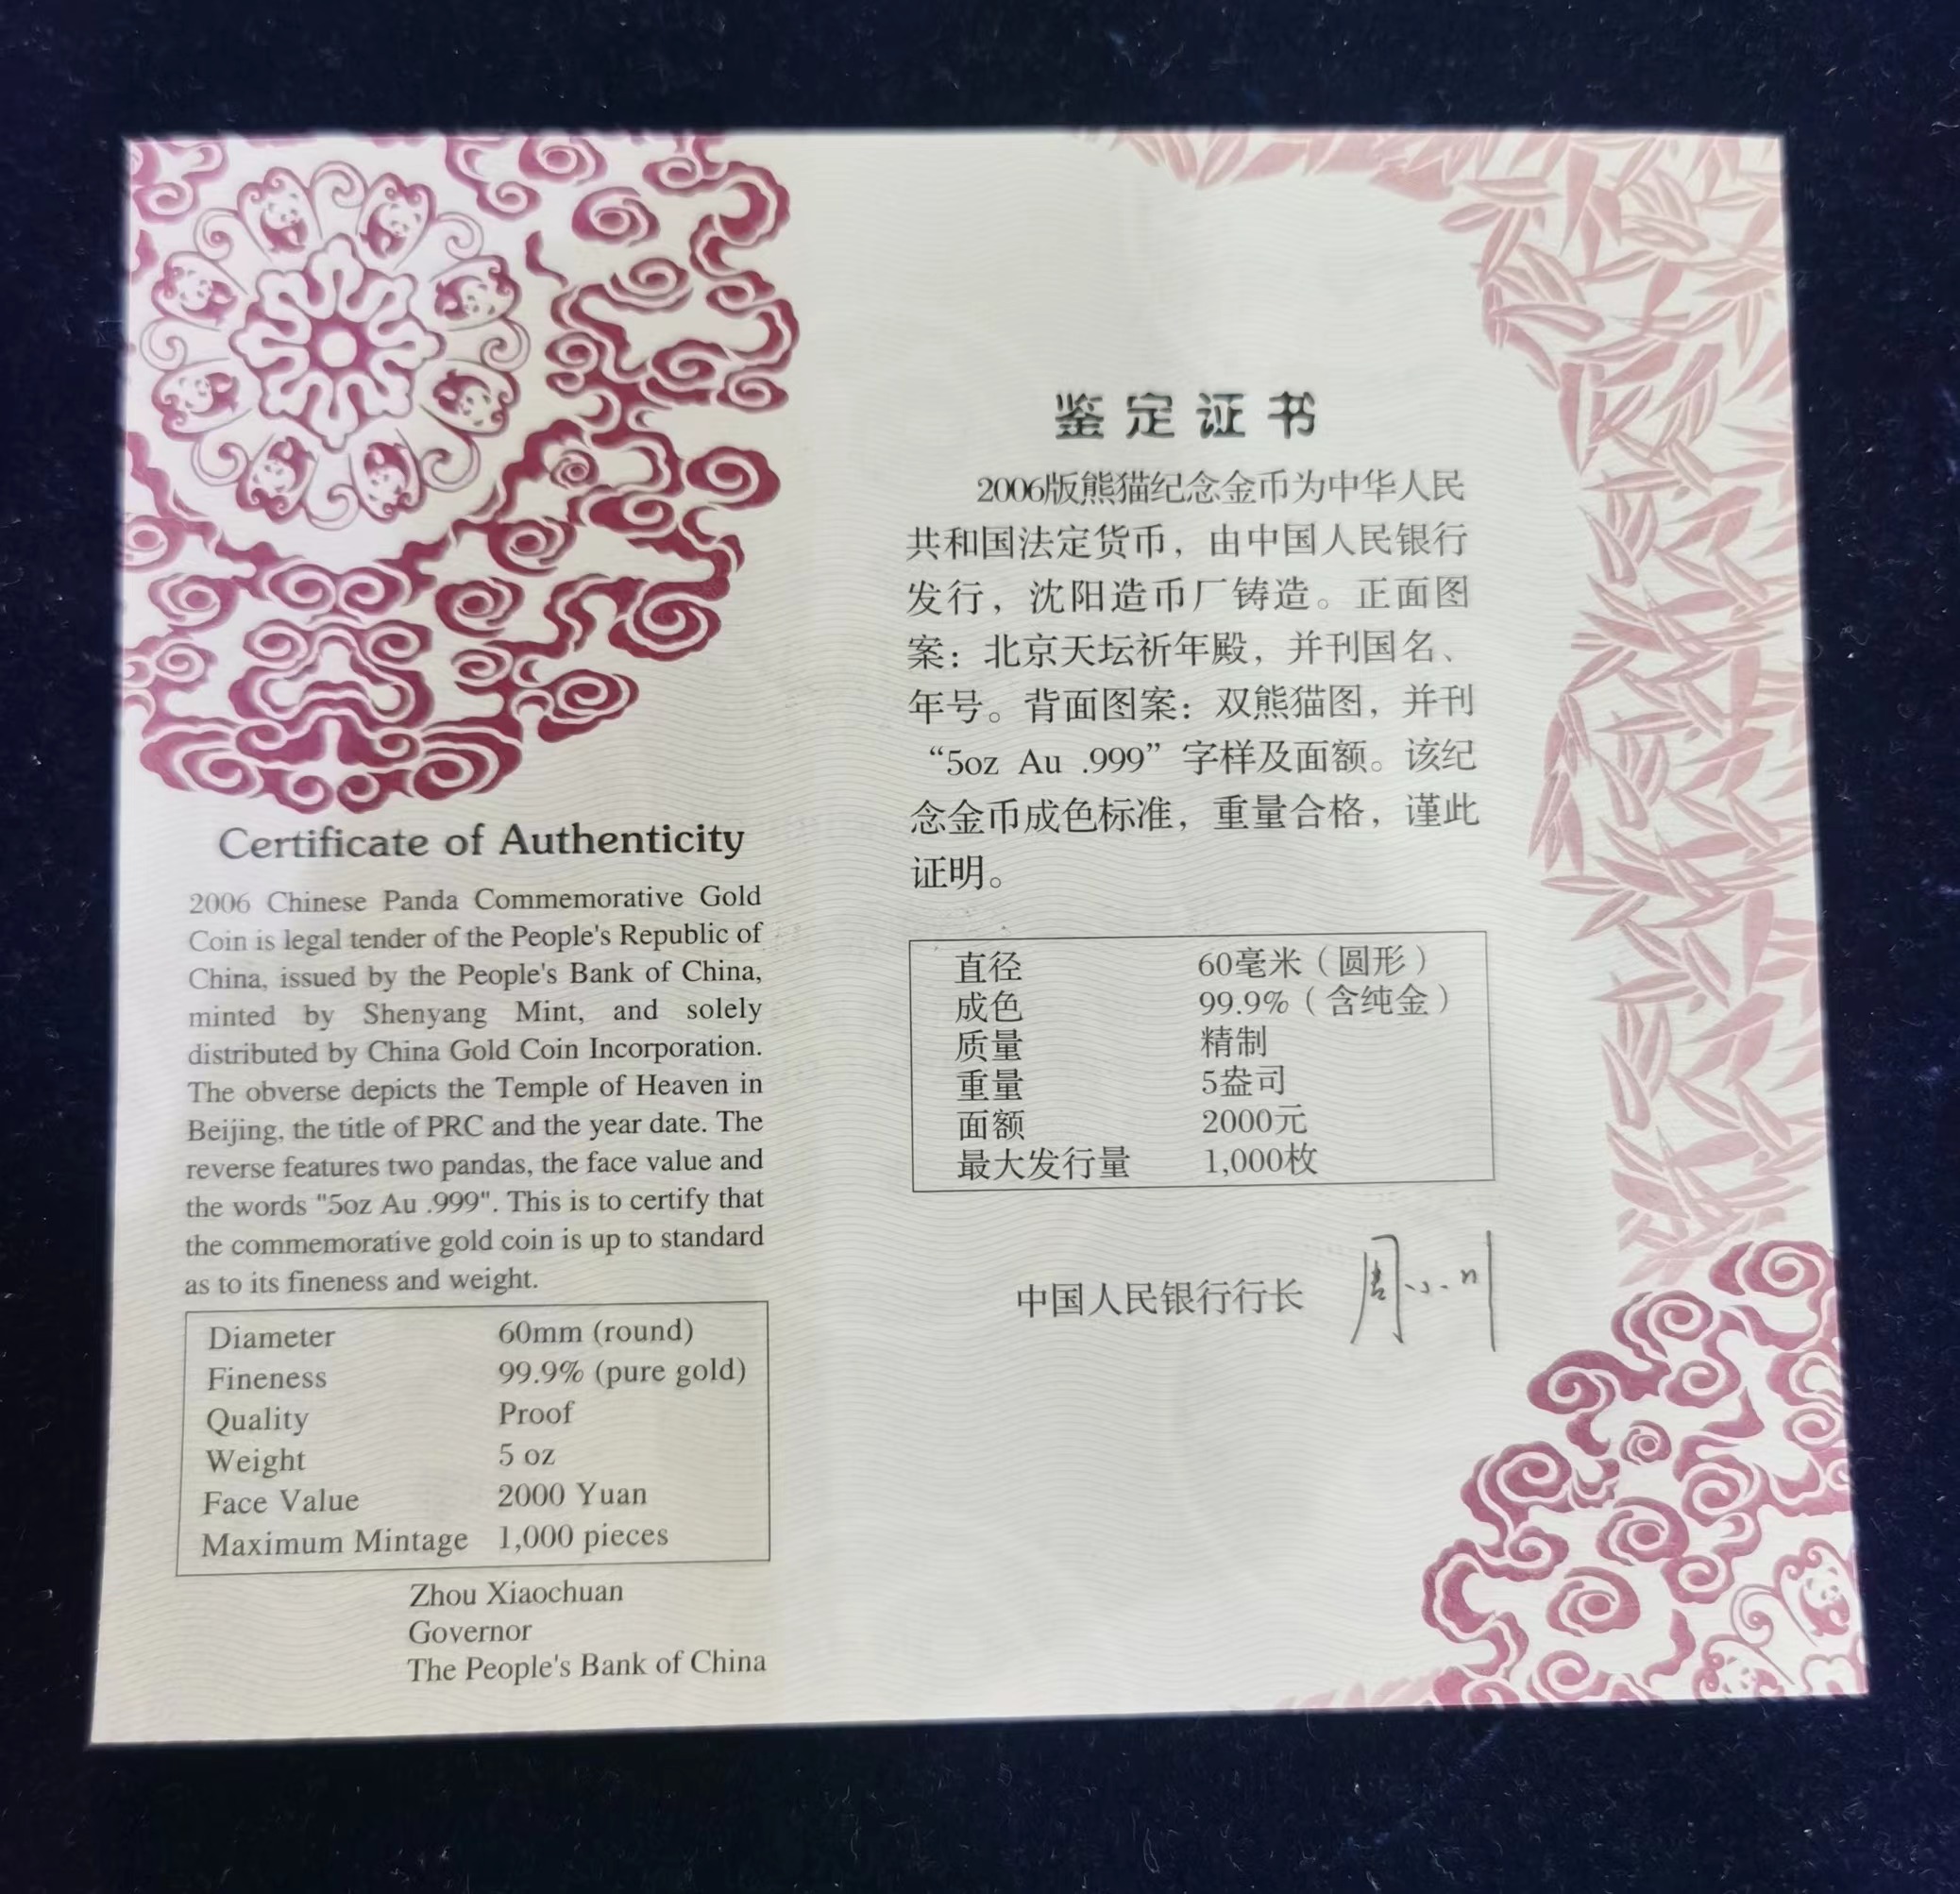 Certificate of Authenticity
2006 Chinese Panda Commemorative Gold
Coin is legal tender of the People's Republic of
China, issued by the People's Bank of China,
minted by Shenyang Mint, and solely
distributed by China Gold Coin Incorporation.
The obverse depicts the Temple of Heaven in
Beijing, the title of PRC and the year date. The
reverse features two pandas, the face value and
the words "5oz Au .999". This is to certify that
the commemorative gold coin is up to standard
as to its fineness and weight.
Diameter 60mm (round)
Fineness 99.9% (pure gold)
Quality Proof
Weight 5 oz
Face Value 2000 Yuan
Maximum Mintage 1,000 pieces
Zhou Xiaochuan
Governor
The People's Bank of China
鉴定证书
2006版熊猫纪念金币为中华人民
共和国法定货币，由中国人民银行
发行，沈阳造币厂铸造。正面图
案：北京天坛祈年殿，并刊国名、
年号。背面图案：双熊猫图，并刊
“5oz Au .999”字样及面额。该纪
念金币成色标准，重量合格，谨此
证明。
直径 60毫米（圆形）
成色 99.9%（含纯金）
质量 精制
重量 5盎司
面额 2000元
最大发行量 1,000枚
中国人民银行行长 周小川